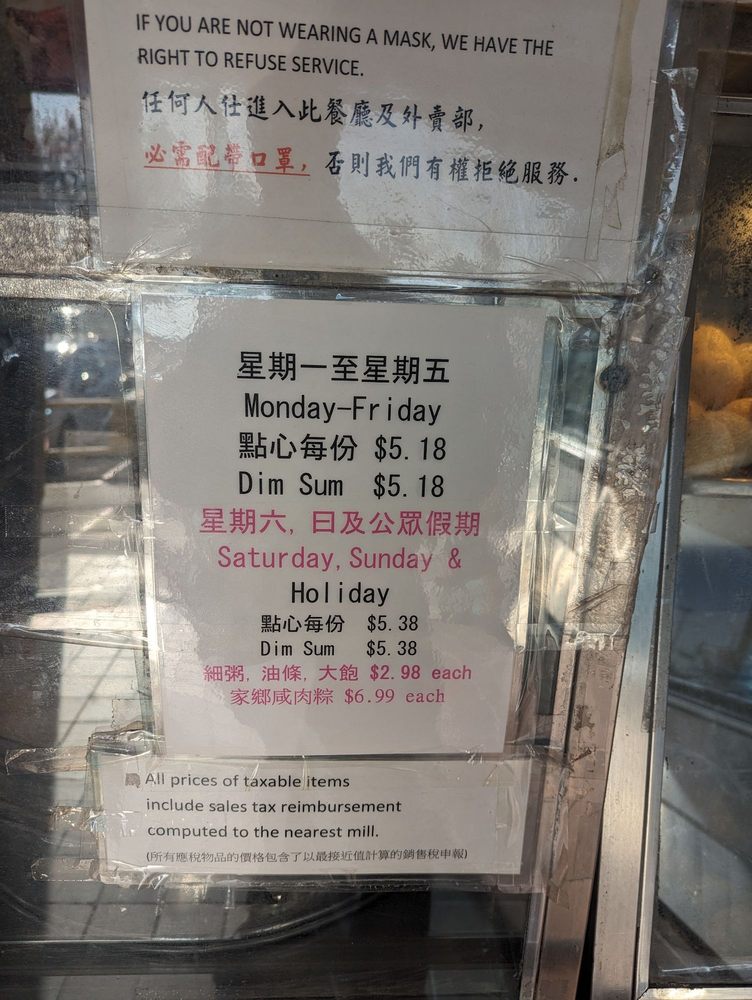 IF YOU ARE NOT WEARING A MASK, WE HAVE THE
RIGHT TO REFUSE SERVICE.
任何人仕進入此餐廳及外賣部,
必需配帶口罩, 否則我們有權拒絕服務.
星期一至星期五
Monday-Friday
點心每份 $5.18
Dim Sum $5.18
星期六, 日及公眾假期
Saturday, Sunday &
Holiday
點心每份 $5.38
Dim Sum $5.38
細粥, 油條, 大飽 $2.98 each
家鄉咸肉粽 $6.99 each
All prices of taxable items
include sales tax reimbursement
computed to the nearest mill.
(所有應稅物品的價格包含了以最接近值計算的銷售稅申報)